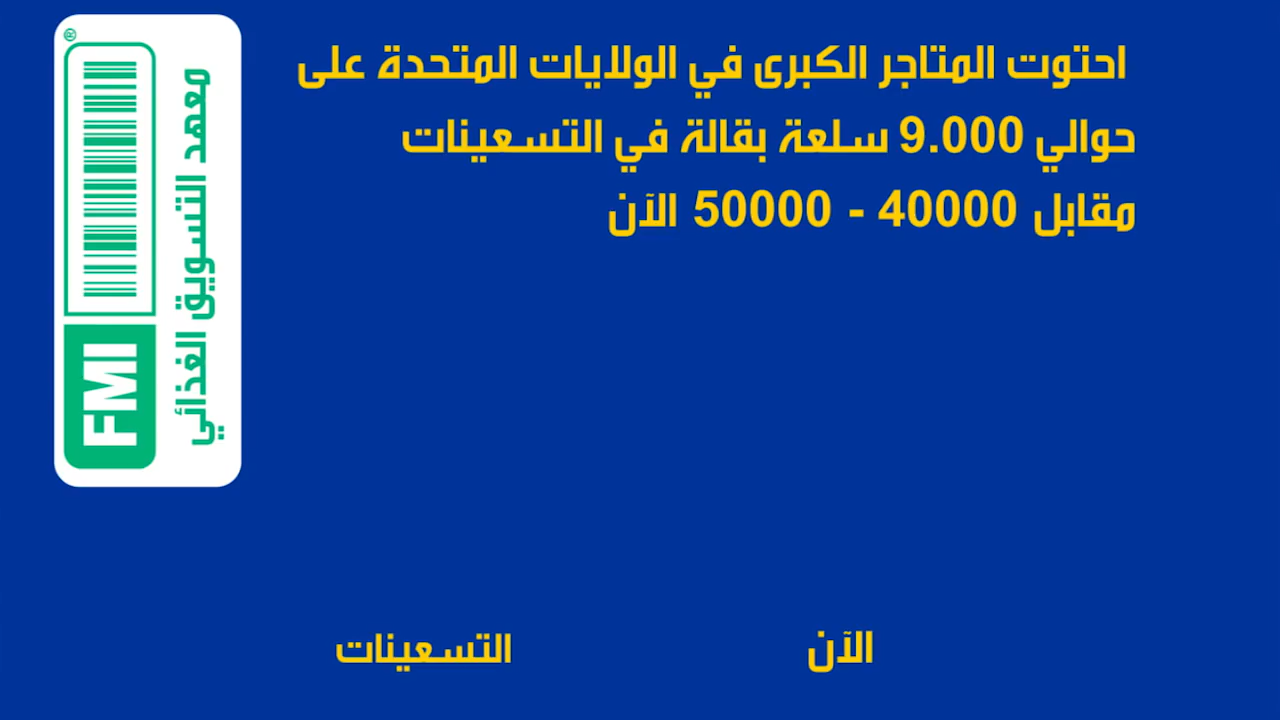 احتوت المتاجر الكبرى في الولايات المتحدة على
حوالي 9.000 سلعة بقالة في التسعينات
مقابل 40000 - 50000 الآن
®
FMI
معهد التسويق الغذائي
التسعينات
الآن